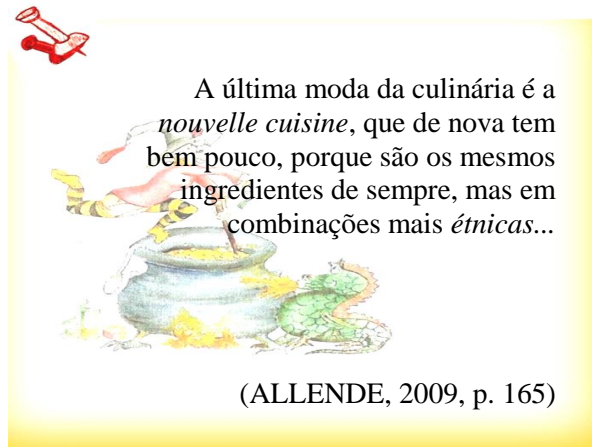 A última moda da culinária é a
nouvelle cuisine, que de nova tem
bem pouco, porque são os mesmos
ingredientes de sempre, mas em
combinações mais étnicas...
(ALLENDE, 2009, p. 165)